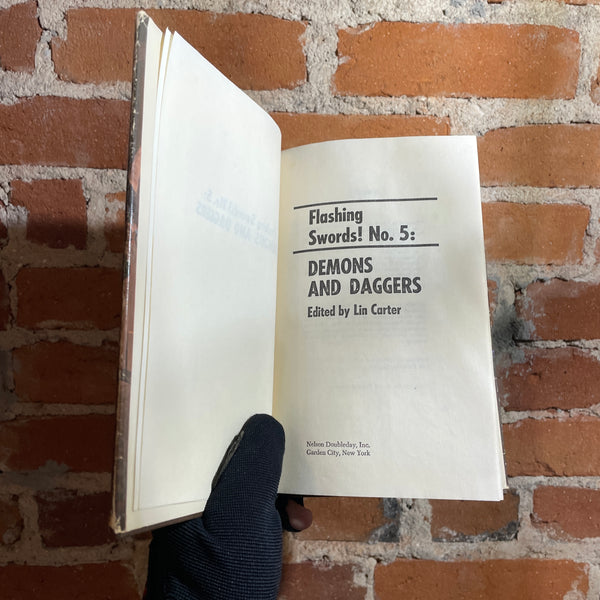 Flashing
Swords! No. 5:
DEMONS
AND DAGGERS
Edited by Lin Carter
Nelson Doubleday, Inc.
Garden City, New York